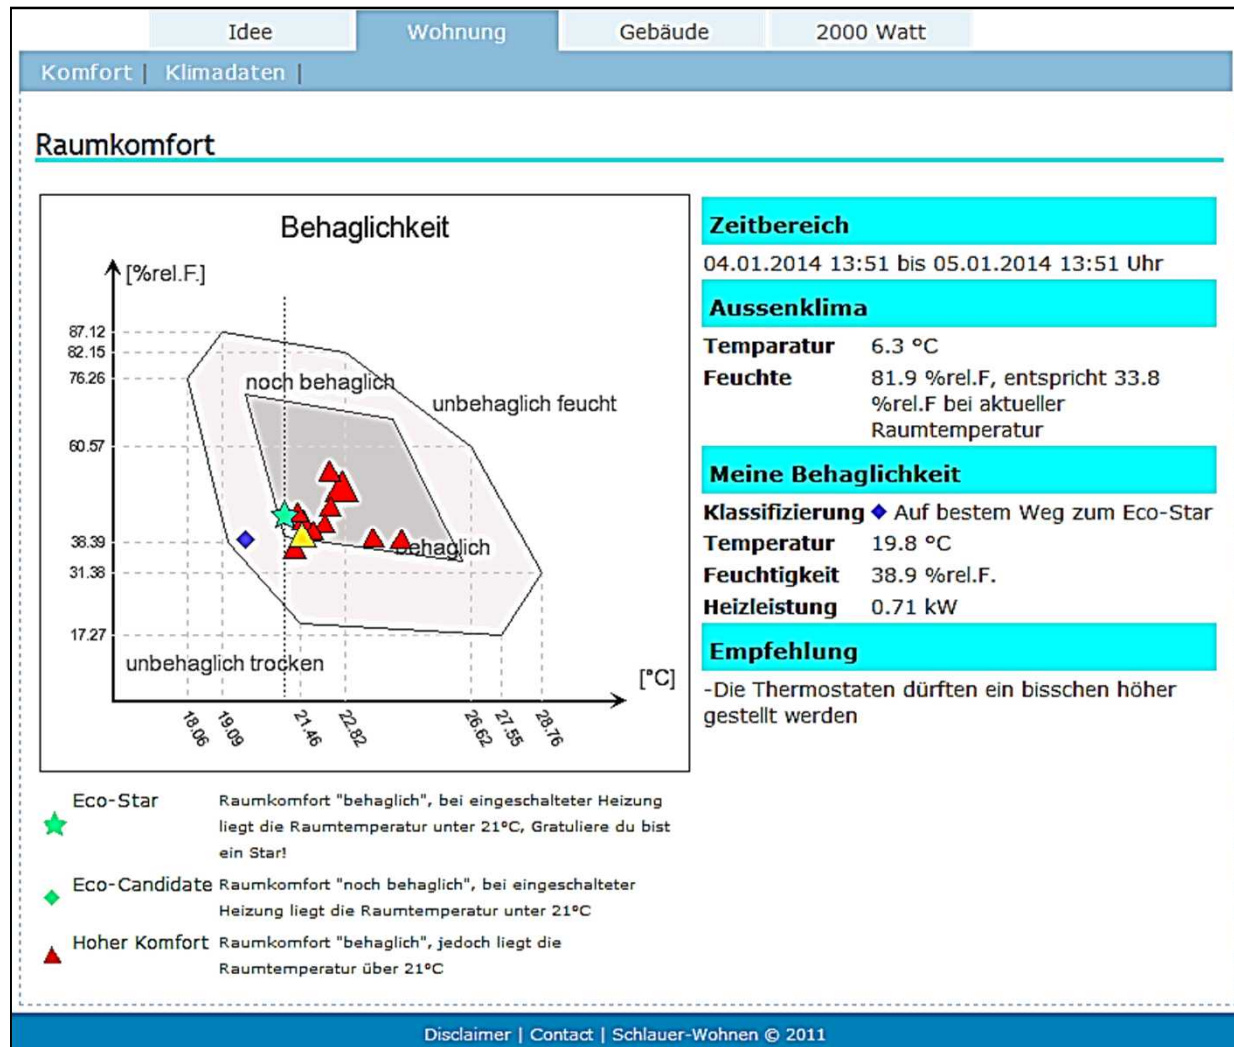 Idee Wohnung Gebäude 2000 Watt
Komfort | Klimadaten |
Raumkomfort
Behaglichkeit
[%rel.F.]
87.12
82.15
76.26
60.57
38.39
31.38
17.27
noch behaglich
unbehaglich feucht
behaglich
unbehaglich trocken
[°C]
18.06 19.09 21.46 22.82 26.62 27.55 28.76
Zeitbereich
04.01.2014 13:51 bis 05.01.2014 13:51 Uhr
Aussenklima
Temparatur 6.3 °C
Feuchte 81.9 %rel.F, entspricht 33.8
%rel.F bei aktueller
Raumtemperatur
Meine Behaglichkeit
Klassifizierung Auf bestem Weg zum Eco-Star
Temperatur 19.8 °C
Feuchtigkeit 38.9 %rel.F.
Heizleistung 0.71 kW
Empfehlung
-Die Thermostaten dürften ein bisschen höher
gestellt werden
Eco-Star Raumkomfort "behaglich", bei eingeschalteter Heizung
liegt die Raumtemperatur unter 21°C, Gratuliere du bist
ein Star!
Eco-Candidate Raumkomfort "noch behaglich", bei eingeschalteter
Heizung liegt die Raumtemperatur unter 21°C
Hoher Komfort Raumkomfort "behaglich", jedoch liegt die
Raumtemperatur über 21°C
Disclaimer | Contact | Schlauer-Wohnen © 2011